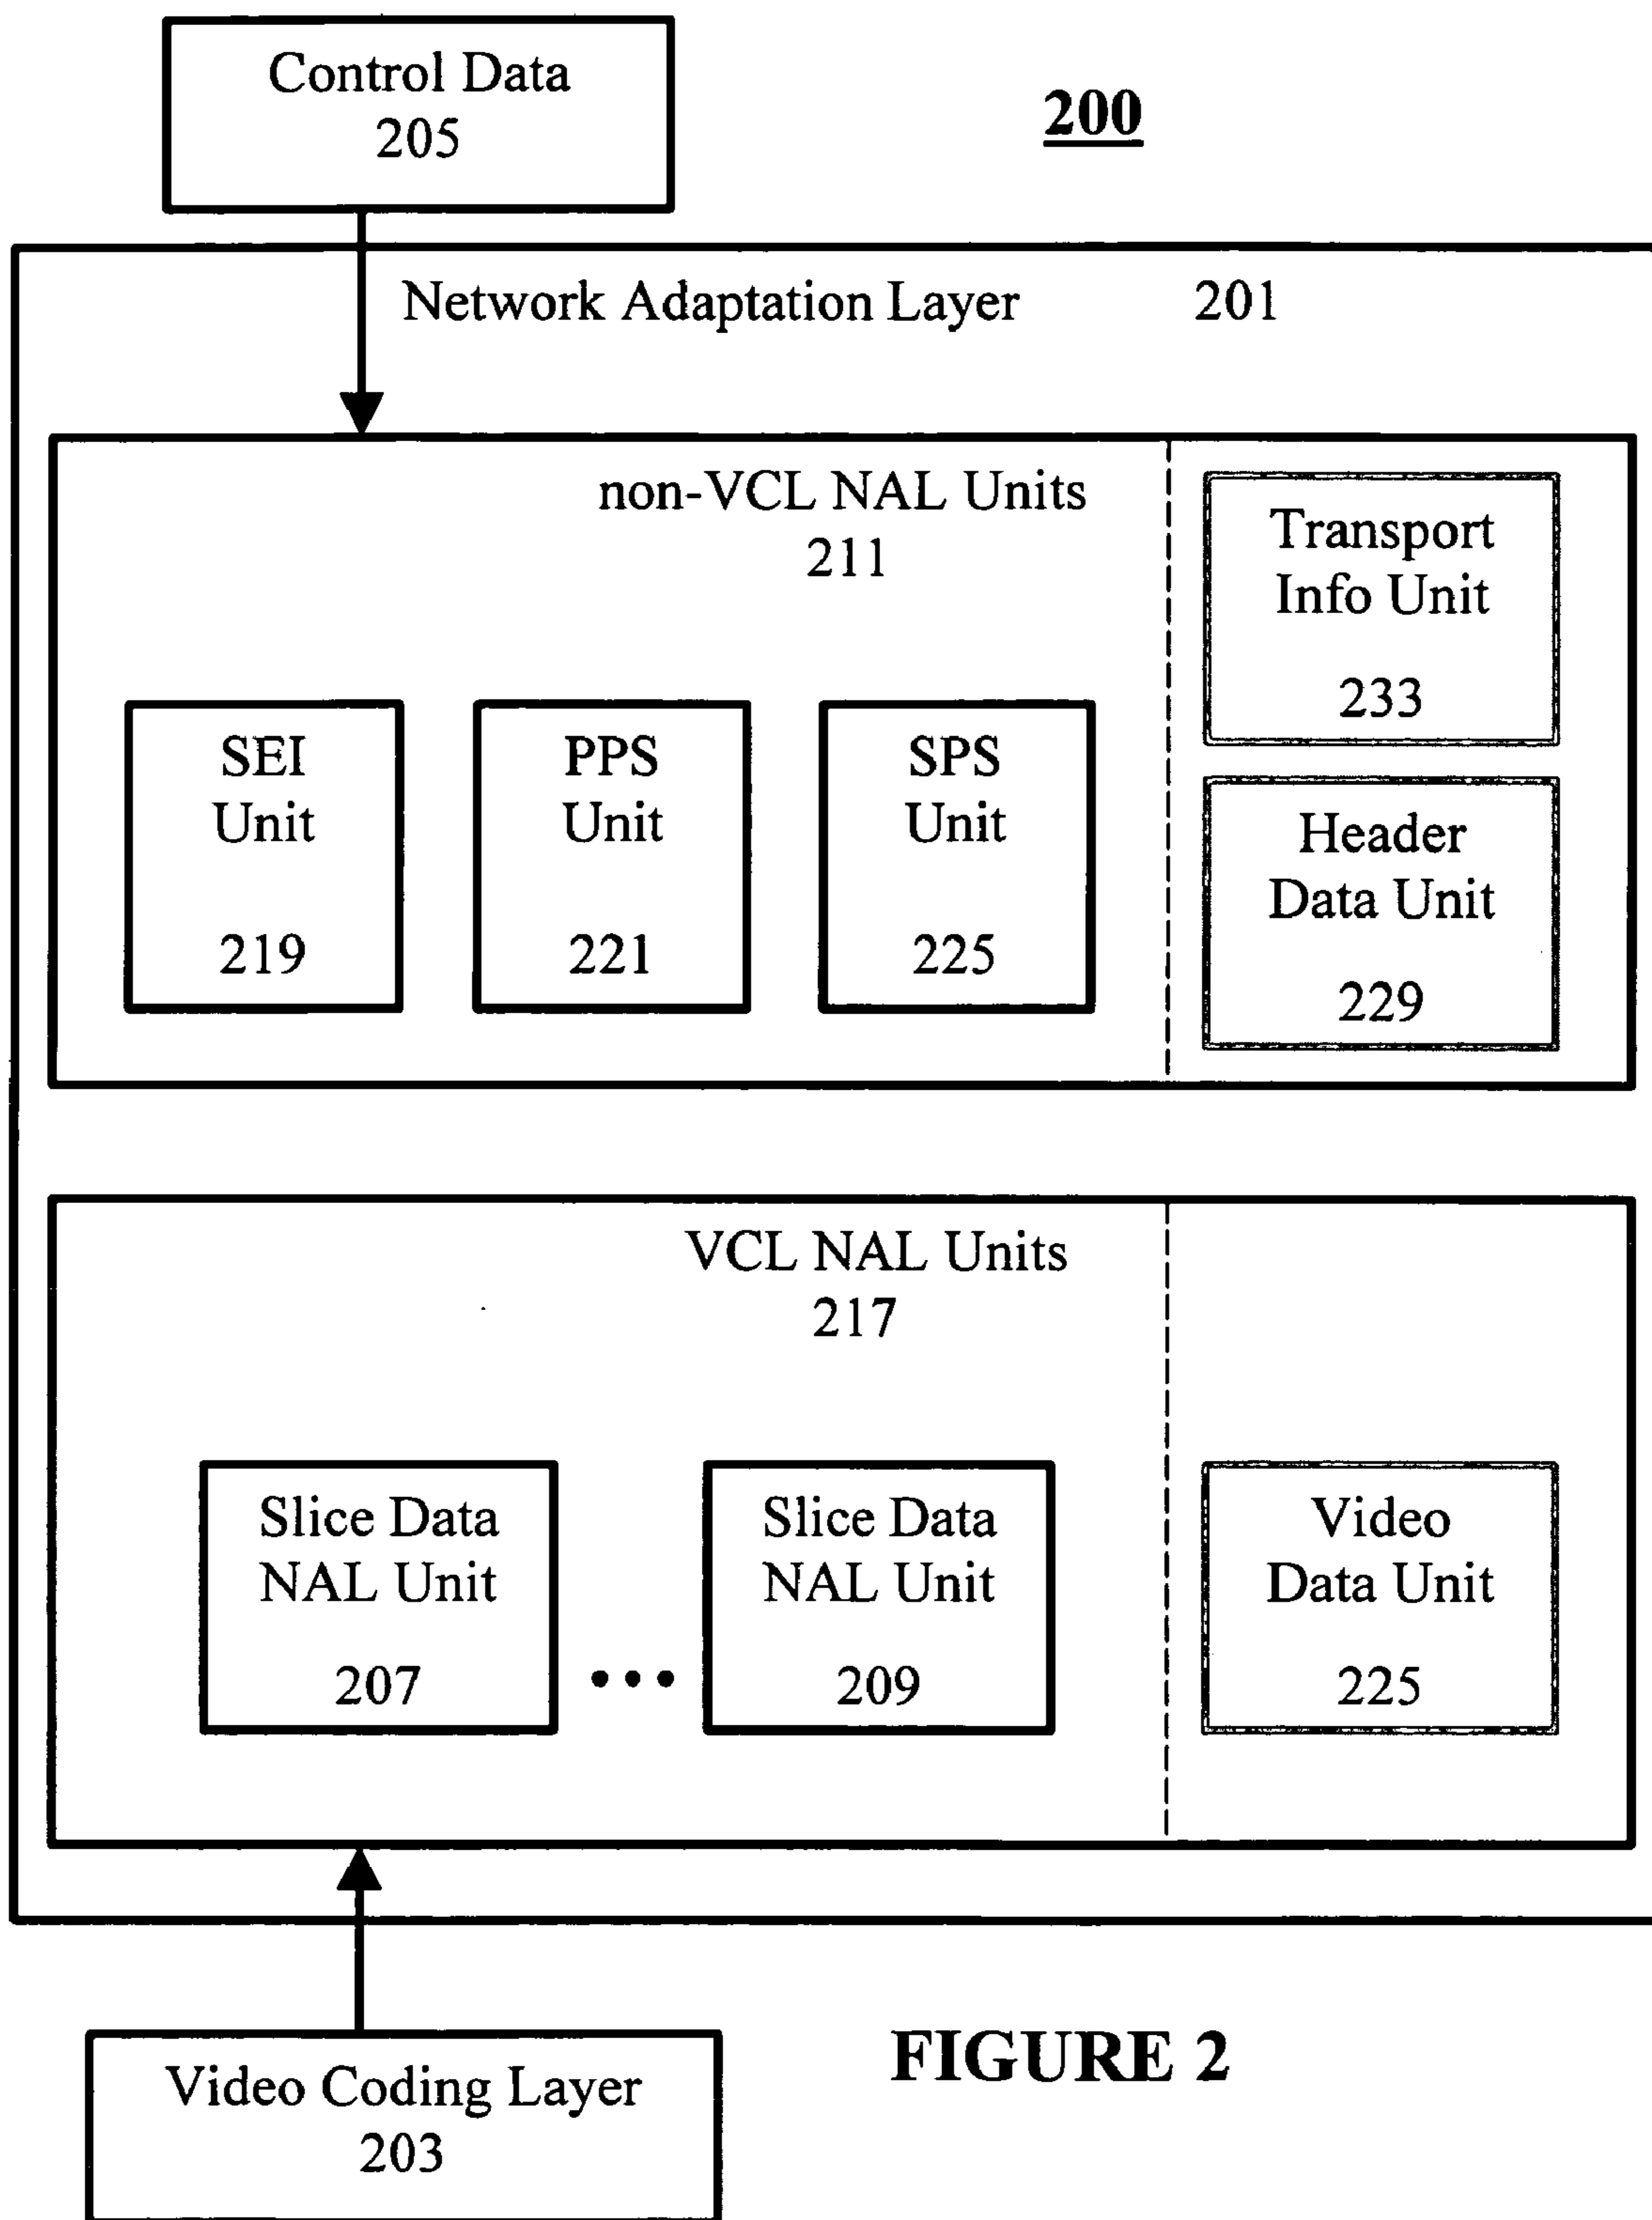 Control Data
205
200
Network Adaptation Layer 201
non-VCL NAL Units
211
Transport
Info Unit
233
SEI
Unit
219
PPS
Unit
221
SPS
Unit
225
Header
Data Unit
229
VCL NAL Units
217
Slice Data
NAL Unit
207
•••
Slice Data
NAL Unit
209
Video
Data Unit
225
Video Coding Layer
203
FIGURE 2